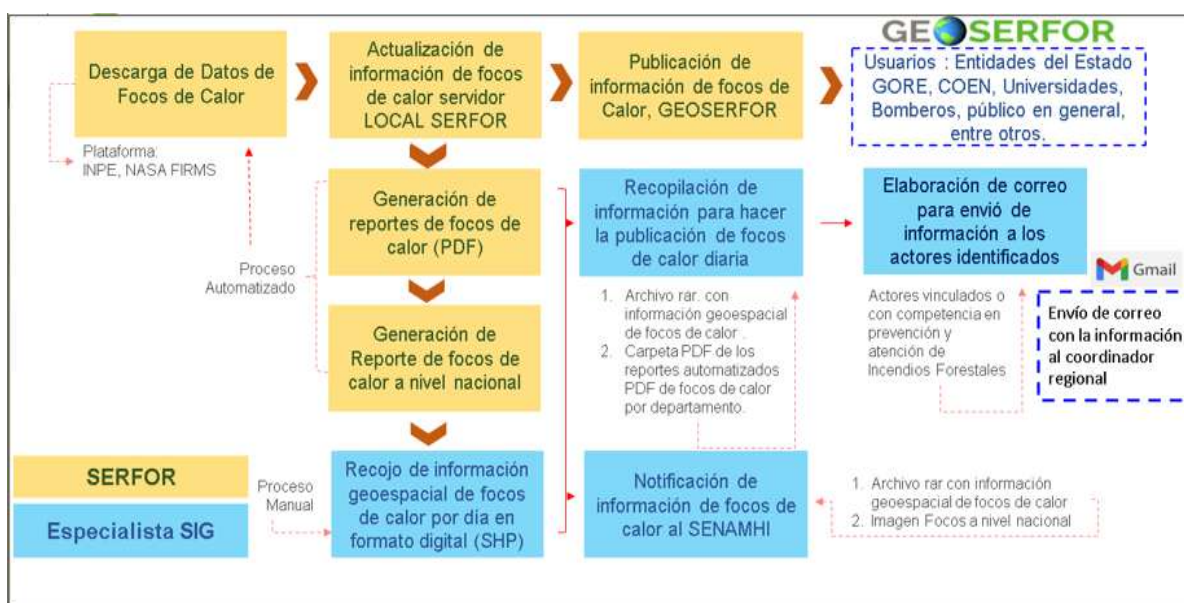 GEOSERFOR
Descarga de Datos de
Focos de Calor
Actualización de
información de focos
de calor servidor
LOCAL SERFOR
Publicación de
información de focos de
Calor, GEOSERFOR
Usuarios : Entidades del Estado
GORE, COEN, Universidades,
Bomberos, público en general,
entre otros.
Plataforma:
INPE, NASA FIRMS
Proceso
Automatizado
Generación de
reportes de focos de
calor (PDF)
Recopilación de
información para hacer
la publicación de focos
de calor diaria
Elaboración de correo
para envió de
información a los
actores identificados
Gmail
Generación de
Reporte de focos de
calor a nivel nacional
1. Archivo rar. con
información geoespacial
de focos de calor .
2. Carpeta PDF de los
reportes automatizados
PDF de focos de calor
por departamento.
Actores vinculados o
con competencia en
prevención y
atención de
Incendios Forestales
Envío de correo
con la información
al coordinador
regional
SERFOR
Especialista SIG
Proceso
Manual
Recojo de información
geoespacial de focos
de calor por día en
formato digital (SHP)
Notificación de
información de focos
de calor al SENAMHI
1. Archivo rar con información
geoespacial de focos de calor
2. Imagen Focos a nivel nacional